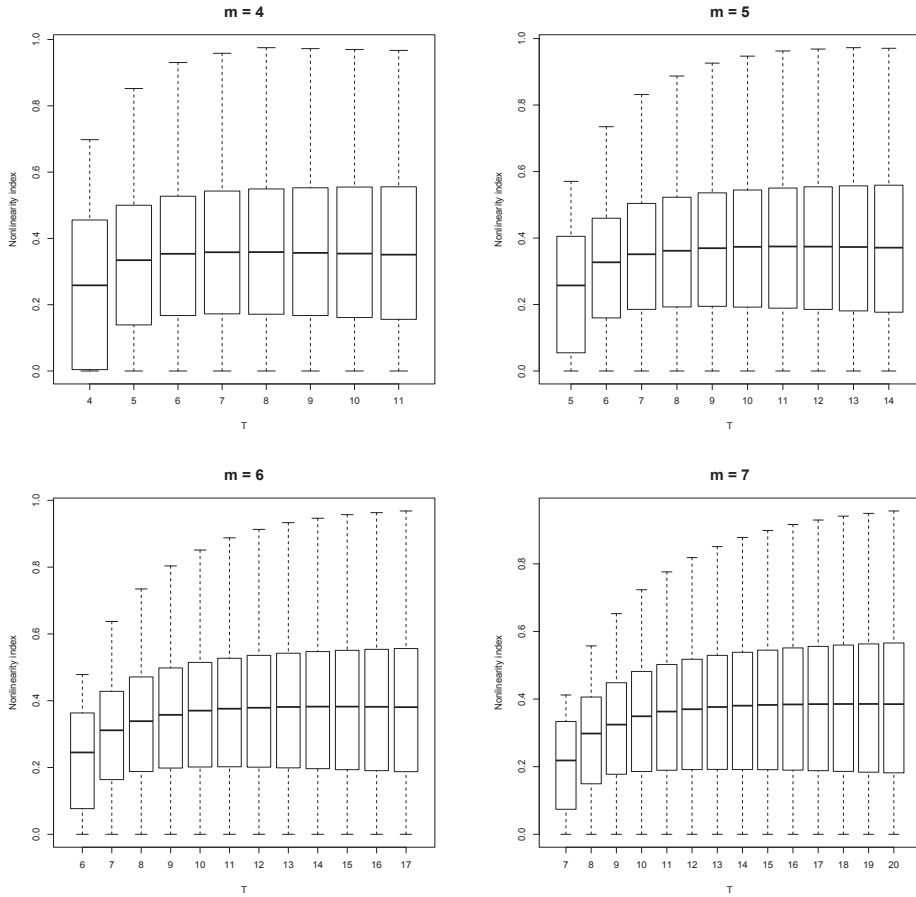 m = 4
Nonlinearity index
0.0 0.2 0.4 0.6 0.8 1.0
4 5 6 7 8 9 10 11
T
m = 5
Nonlinearity index
0.0 0.2 0.4 0.6 0.8 1.0
5 6 7 8 9 10 11 12 13 14
T
m = 6
Nonlinearity index
0.0 0.2 0.4 0.6 0.8 1.0
6 7 8 9 10 11 12 13 14 15 16 17
T
m = 7
Nonlinearity index
0.0 0.2 0.4 0.6 0.8
7 8 9 10 11 12 13 14 15 16 17 18 19 20
T